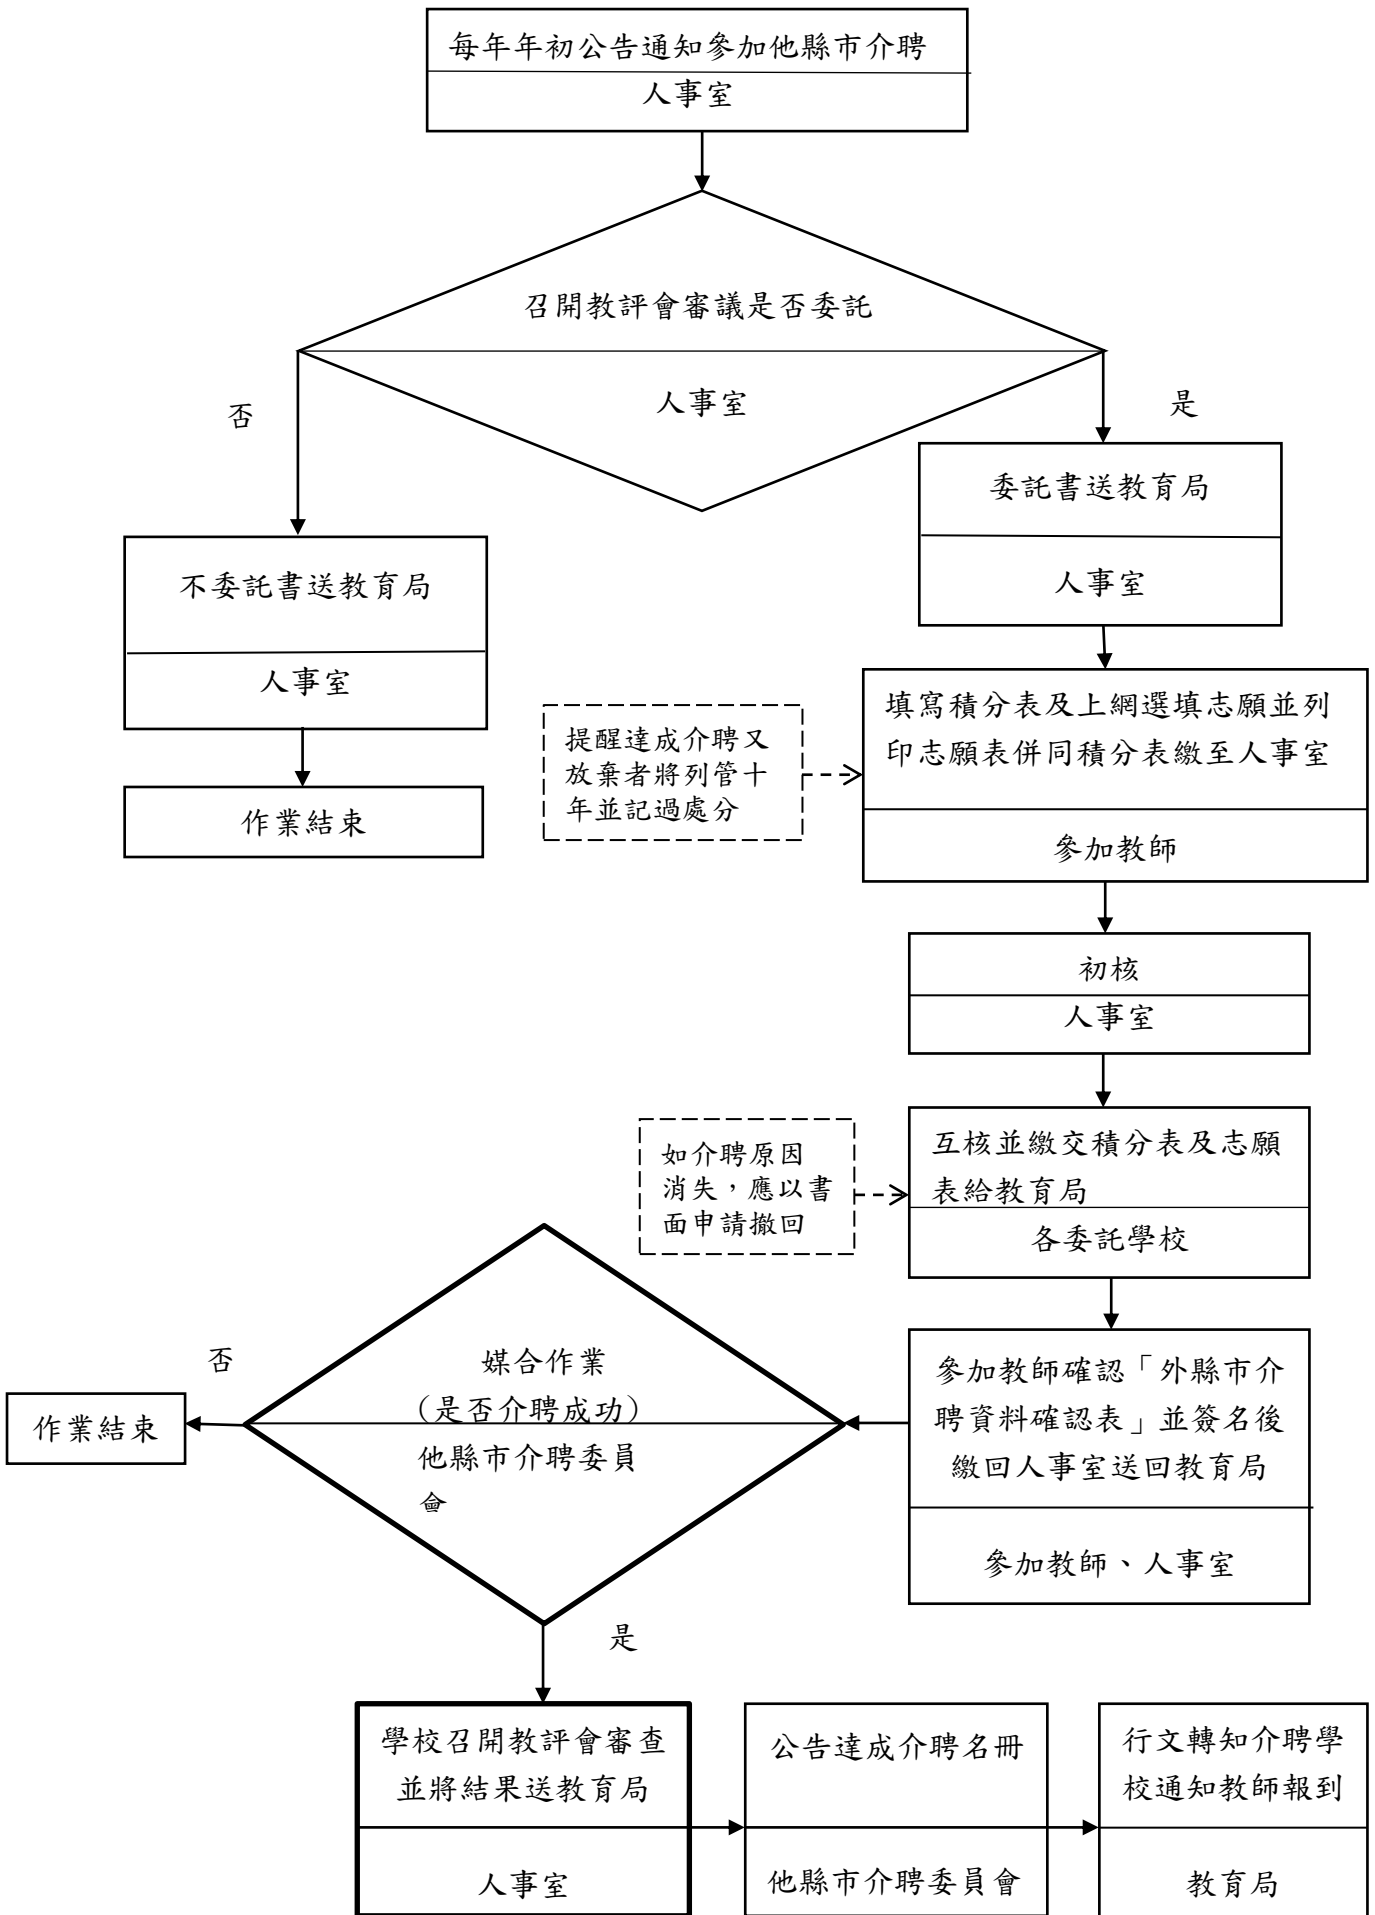 每年年初公告通知參加他縣市介聘
人事室
召開教評會審議是否委託
人事室
否
是
委託書送教育局
人事室
不委託書送教育局
人事室
作業結束
填寫積分表及上網選填志願並列
印志願表併同積分表繳至人事室
參加教師
提醒達成介聘又
放棄者將列管十
年並記過處分
初核
人事室
互核並繳交積分表及志願
表給教育局
各委託學校
如介聘原因
消失，應以書
面申請撤回
參加教師確認「外縣市介
聘資料確認表」並簽名後
繳回人事室送回教育局
參加教師、人事室
媒合作業
(是否介聘成功)
他縣市介聘委員
會
否
作業結束
是
學校召開教評會審查
並將結果送教育局
人事室
公告達成介聘名冊
他縣市介聘委員會
行文轉知介聘學
校通知教師報到
教育局